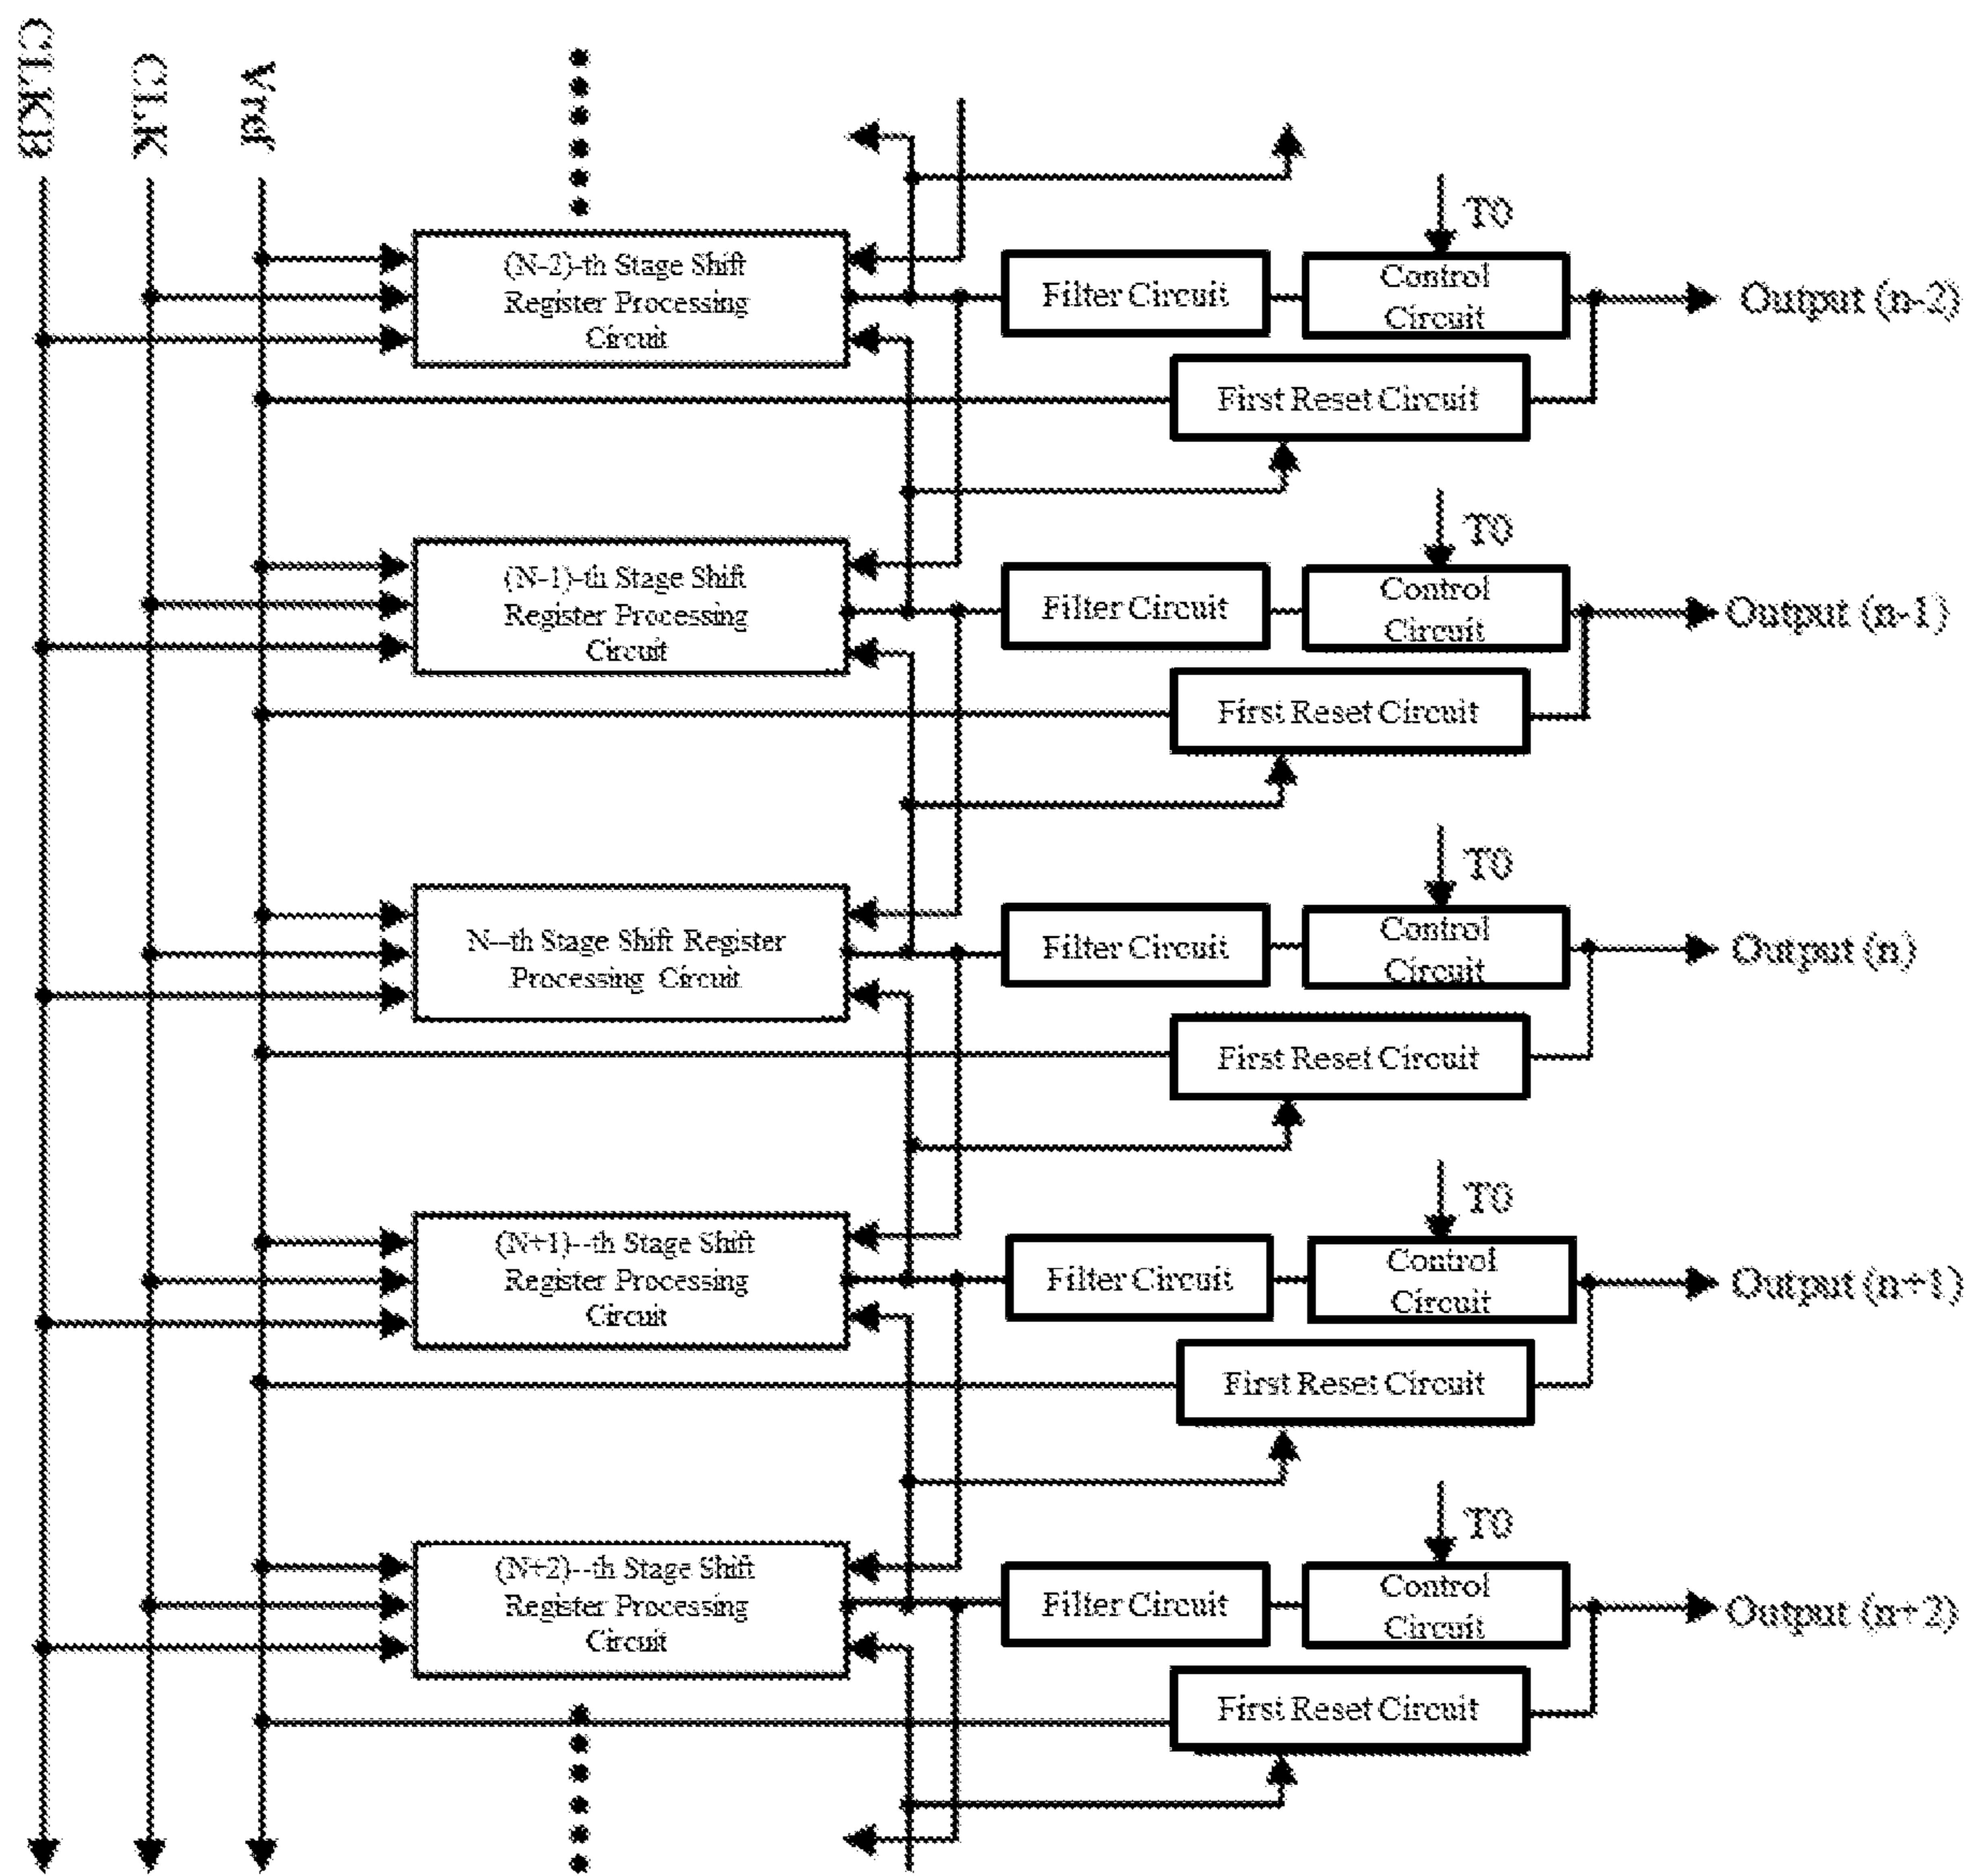 CLKB
CLK
Vref
T0
(N-2)-th Stage Shift
Register Processing
Circuit
Filter Circuit
Control
Circuit
Output (n-2)
First Reset Circuit
T0
(N-1)-th Stage Shift
Register Processing
Circuit
Filter Circuit
Control
Circuit
Output (n-1)
First Reset Circuit
T0
N--th Stage Shift Register
Processing Circuit
Filter Circuit
Control
Circuit
Output (n)
First Reset Circuit
T0
(N+1)--th Stage Shift
Register Processing
Circuit
Filter Circuit
Control
Circuit
Output (n+1)
First Reset Circuit
T0
(N+2)--th Stage Shift
Register Processing
Circuit
Filter Circuit
Control
Circuit
Output (n+2)
First Reset Circuit